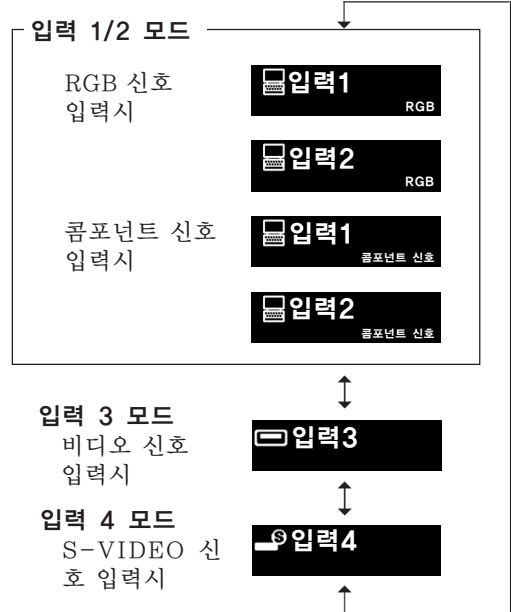 입력 1/2 모드
RGB 신호
입력시
입력1
RGB
입력2
RGB
콤포넌트 신호
입력시
입력1
콤포넌트 신호
입력2
콤포넌트 신호
입력 3 모드
비디오 신호
입력시
입력3
입력 4 모드
S-VIDEO 신
호 입력시
S 입력4